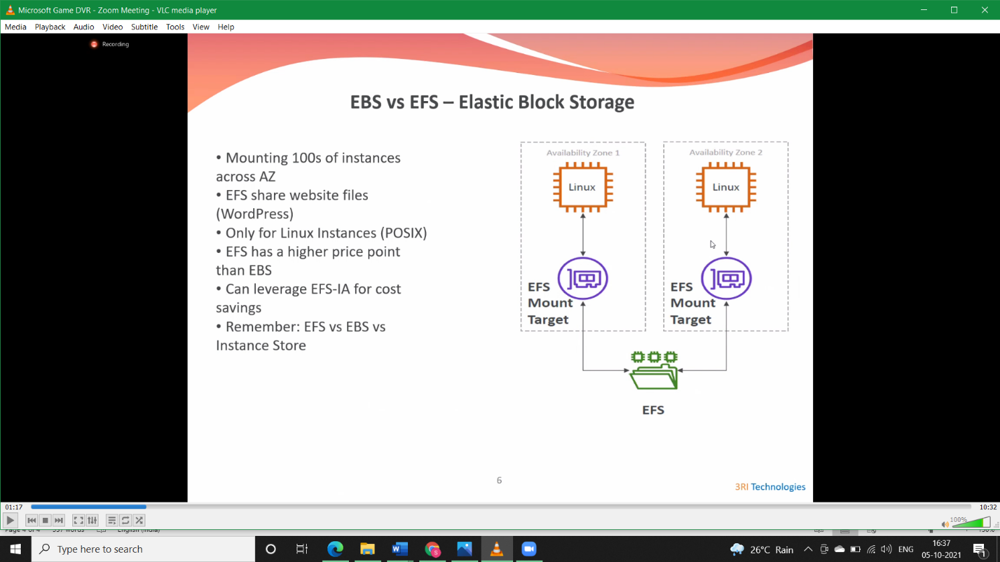 Microsoft Game DVR - Zoom Meeting - VLC media player
Media Playback Audio Video Subtitle Tools View Help
Recording
EBS vs EFS – Elastic Block Storage
• Mounting 100s of instances
across AZ
• EFS share website files
(WordPress)
• Only for Linux Instances (POSIX)
• EFS has a higher price point
than EBS
• Can leverage EFS-IA for cost
savings
• Remember: EFS vs EBS vs
Instance Store
Availability Zone 1
Linux
EFS
Mount
Target
Availability Zone 2
Linux
EFS
Mount
Target
EFS
6
3RI Technologies
01:17
10:32
100%
Type here to search
26°C Rain
ENG
16:37
05-10-2021
1